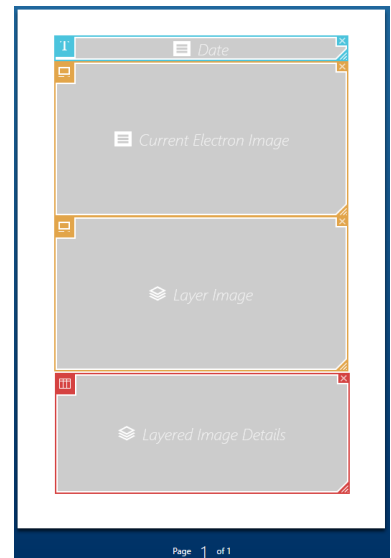 T Date
Current Electron Image
Layer Image
Layered Image Details
Page 1 of 1